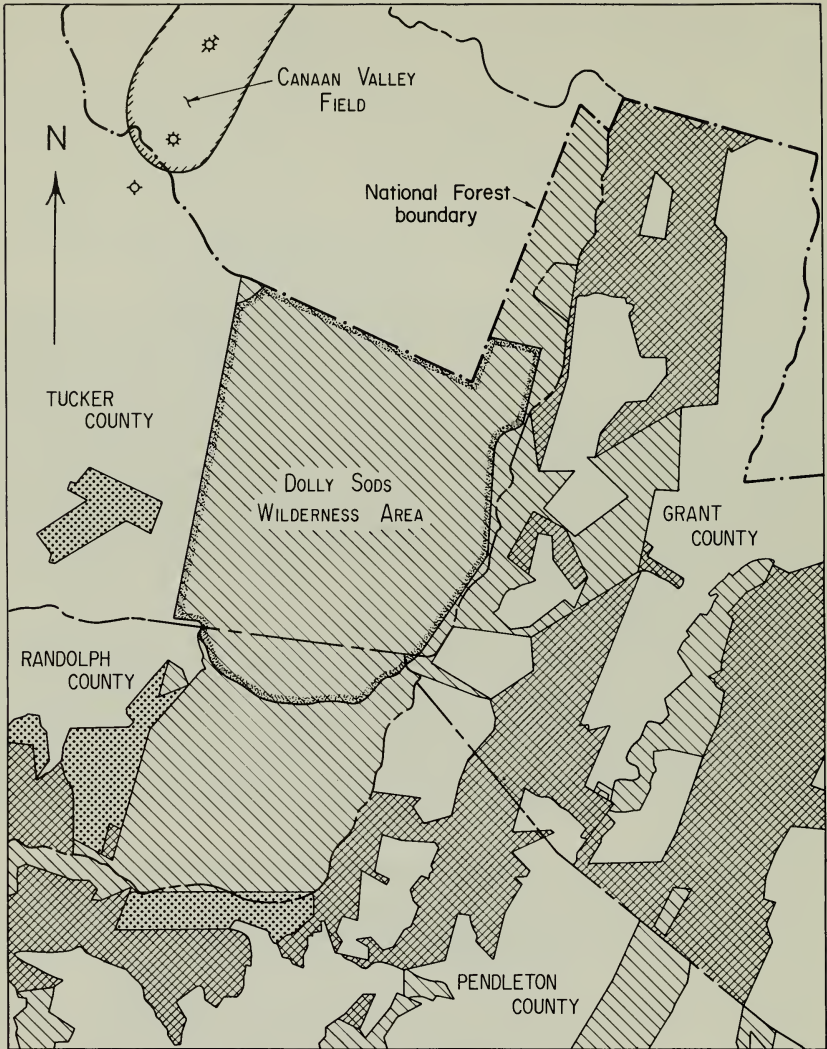 CANAAN VALLEY
FIELD
N
National Forest
boundary
TUCKER
COUNTY
DOLLY SODS
WILDERNESS AREA
GRANT
COUNTY
RANDOLPH
COUNTY
PENDLETON
COUNTY